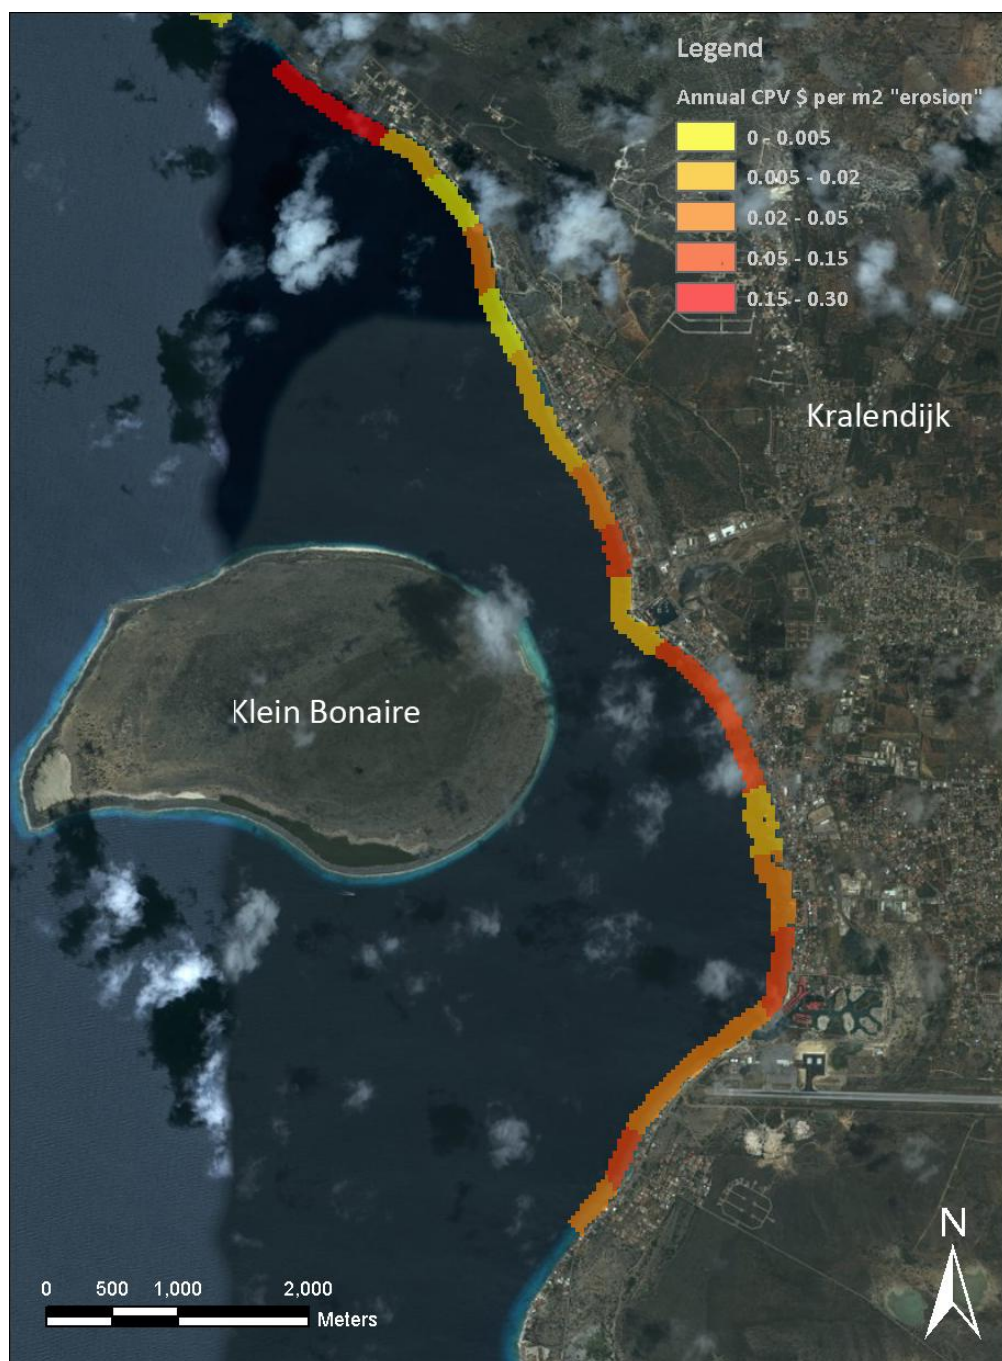 Legend
Annual CPV $ per m2 "erosion"
0 - 0.005
0.005 - 0.02
0.02 - 0.05
0.05 - 0.15
0.15 - 0.30
Kralendijk
Klein Bonaire
N
0 500 1,000 2,000
Meters